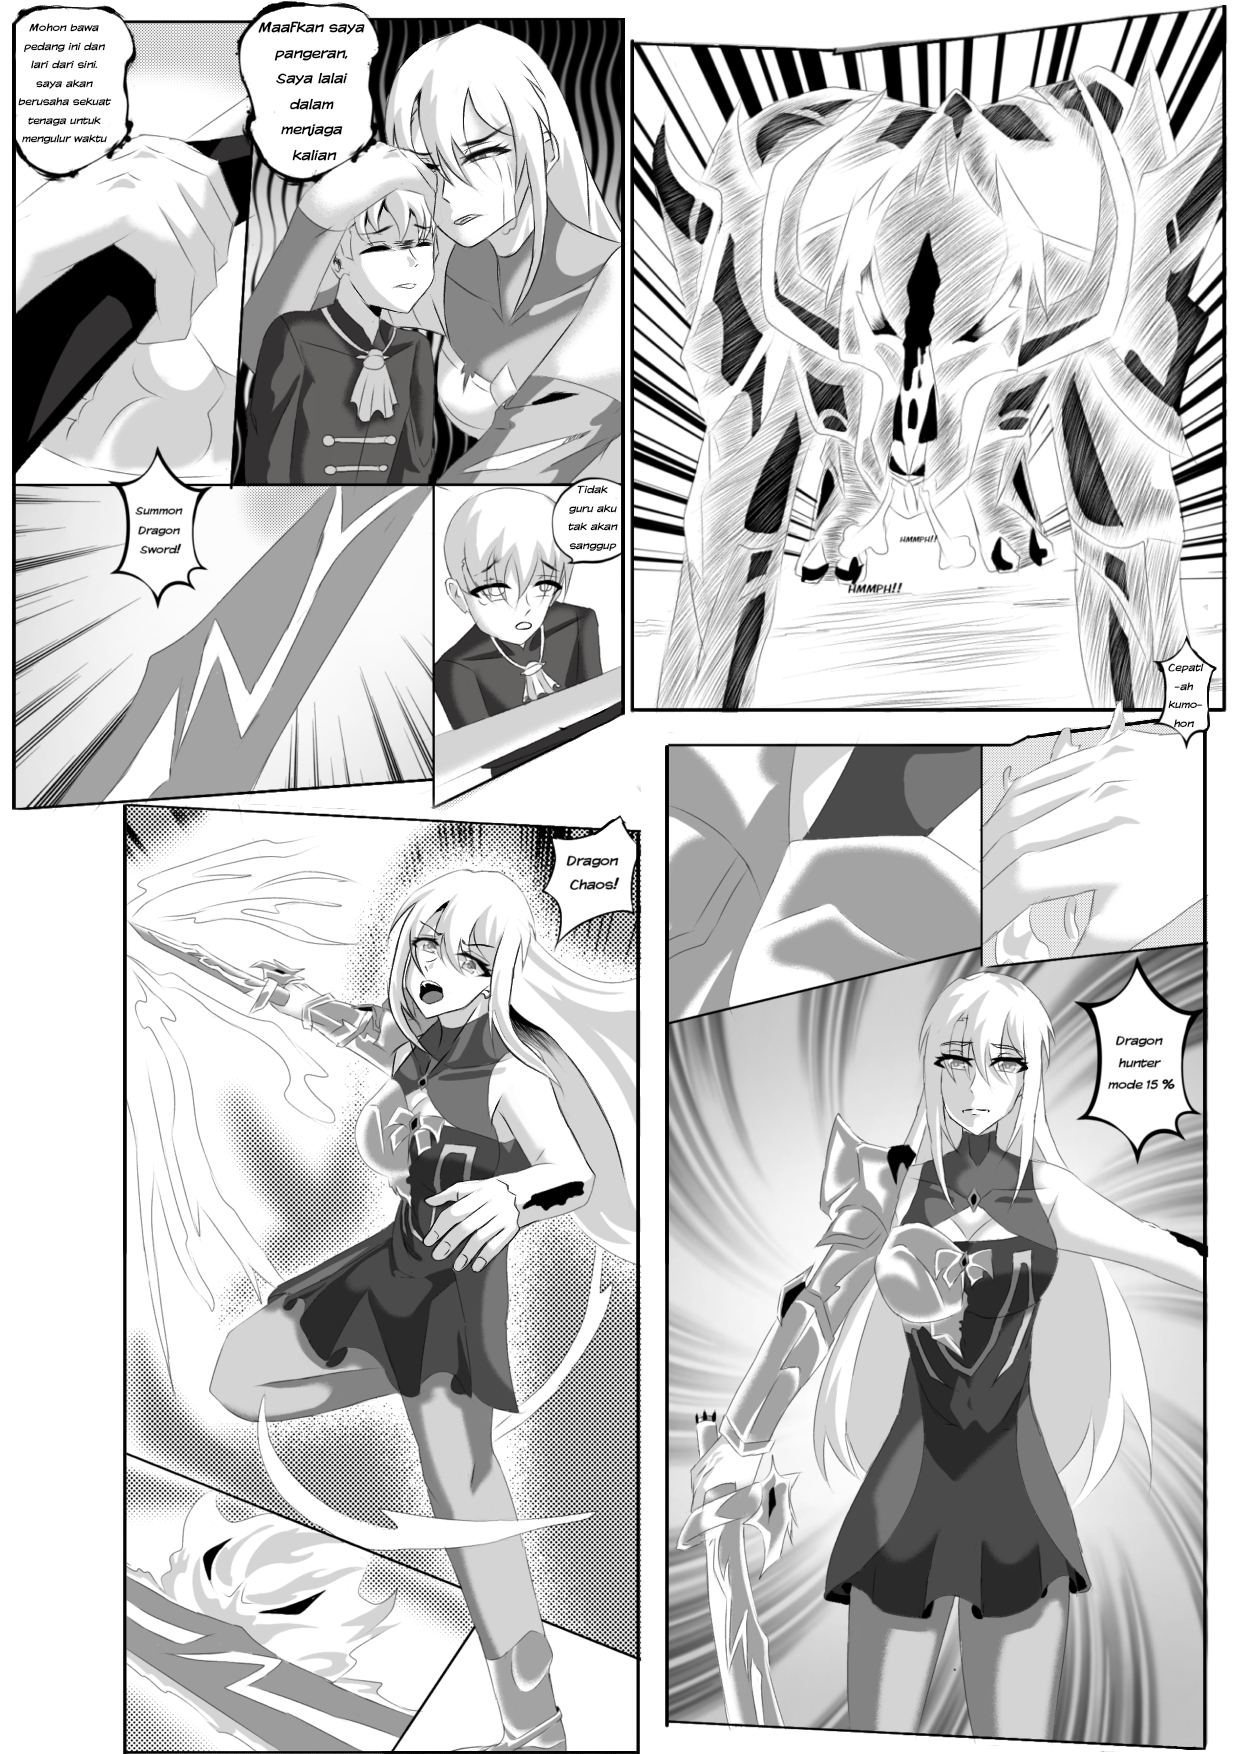 Mohon bawa
pedang ini dan
lari dari sini.
saya akan
berusaha sekuat
tenaga untuk
mengulur waktu
Maafkan saya
pangeran,
Saya lalai
dalam
menjaga
kalian
Summon
Dragon
Sword!
Tidak
guru aku
tak akan
sanggup
HMMPH!!
HMMPH!!
Cepatl
-ah
kumo-
hon
Dragon
Chaos!
Dragon
hunter
mode 15 %